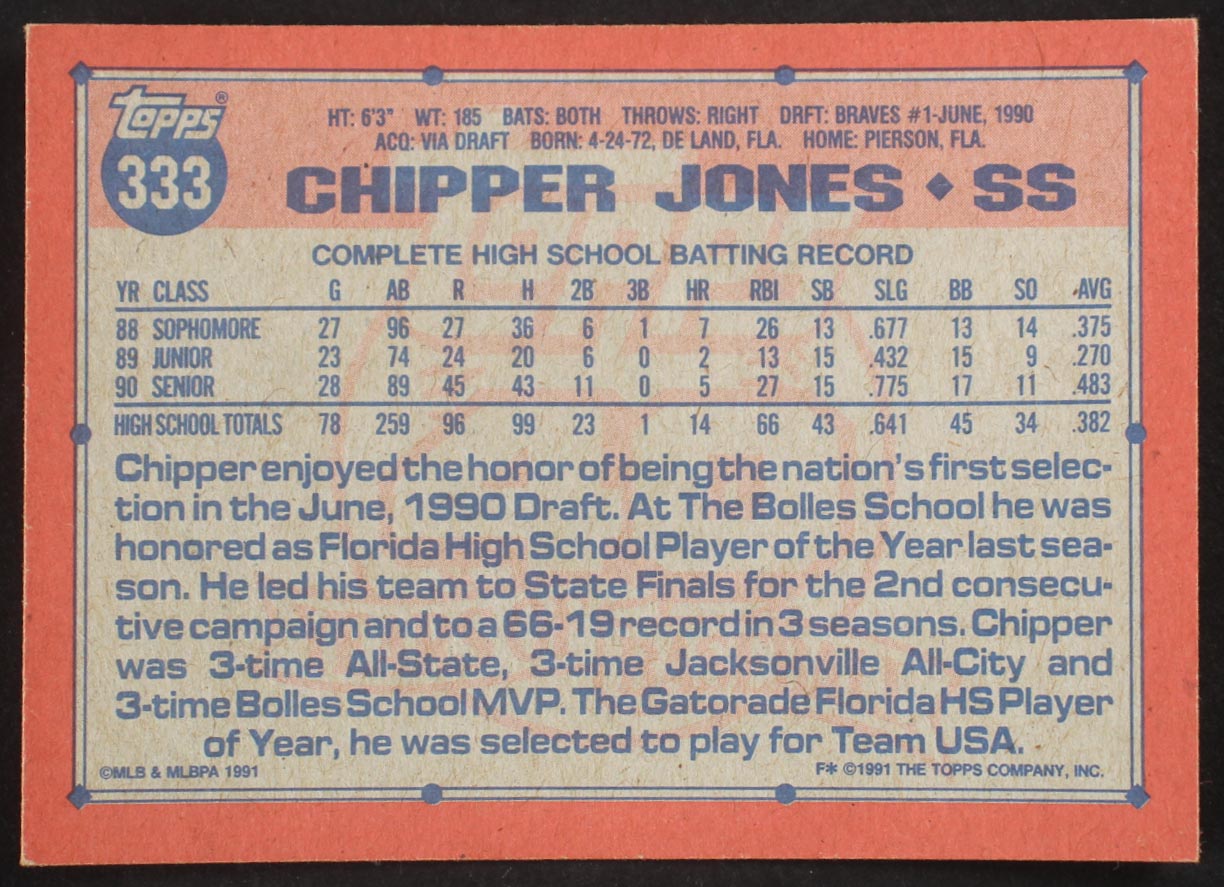 topps®
333
HT: 6'3" WT: 185 BATS: BOTH THROWS: RIGHT DRFT: BRAVES #1-JUNE, 1990
ACQ: VIA DRAFT BORN: 4-24-72, DE LAND, FLA. HOME: PIERSON, FLA.
CHIPPER JONES ♦ SS
COMPLETE HIGH SCHOOL BATTING RECORD
YR CLASS G AB R H 2B 3B HR RBI SB SLG BB SO AVG
88 SOPHOMORE 27 96 27 36 6 1 7 26 13 .677 13 14 .375
89 JUNIOR 23 74 24 20 6 0 2 13 15 .432 15 9 .270
90 SENIOR 28 89 45 43 11 0 5 27 15 .775 17 11 .483
HIGH SCHOOL TOTALS 78 259 96 99 23 1 14 66 43 .641 45 34 .382
Chipper enjoyed the honor of being the nation's first selec-
tion in the June, 1990 Draft. At The Bolles School he was
honored as Florida High School Player of the Year last sea-
son. He led his team to State Finals for the 2nd consecu-
tive campaign and to a 66-19 record in 3 seasons. Chipper
was 3-time All-State, 3-time Jacksonville All-City and
3-time Bolles School MVP. The Gatorade Florida HS Player
of Year, he was selected to play for Team USA.
©MLB & MLBPA 1991 F* ©1991 THE TOPPS COMPANY, INC.